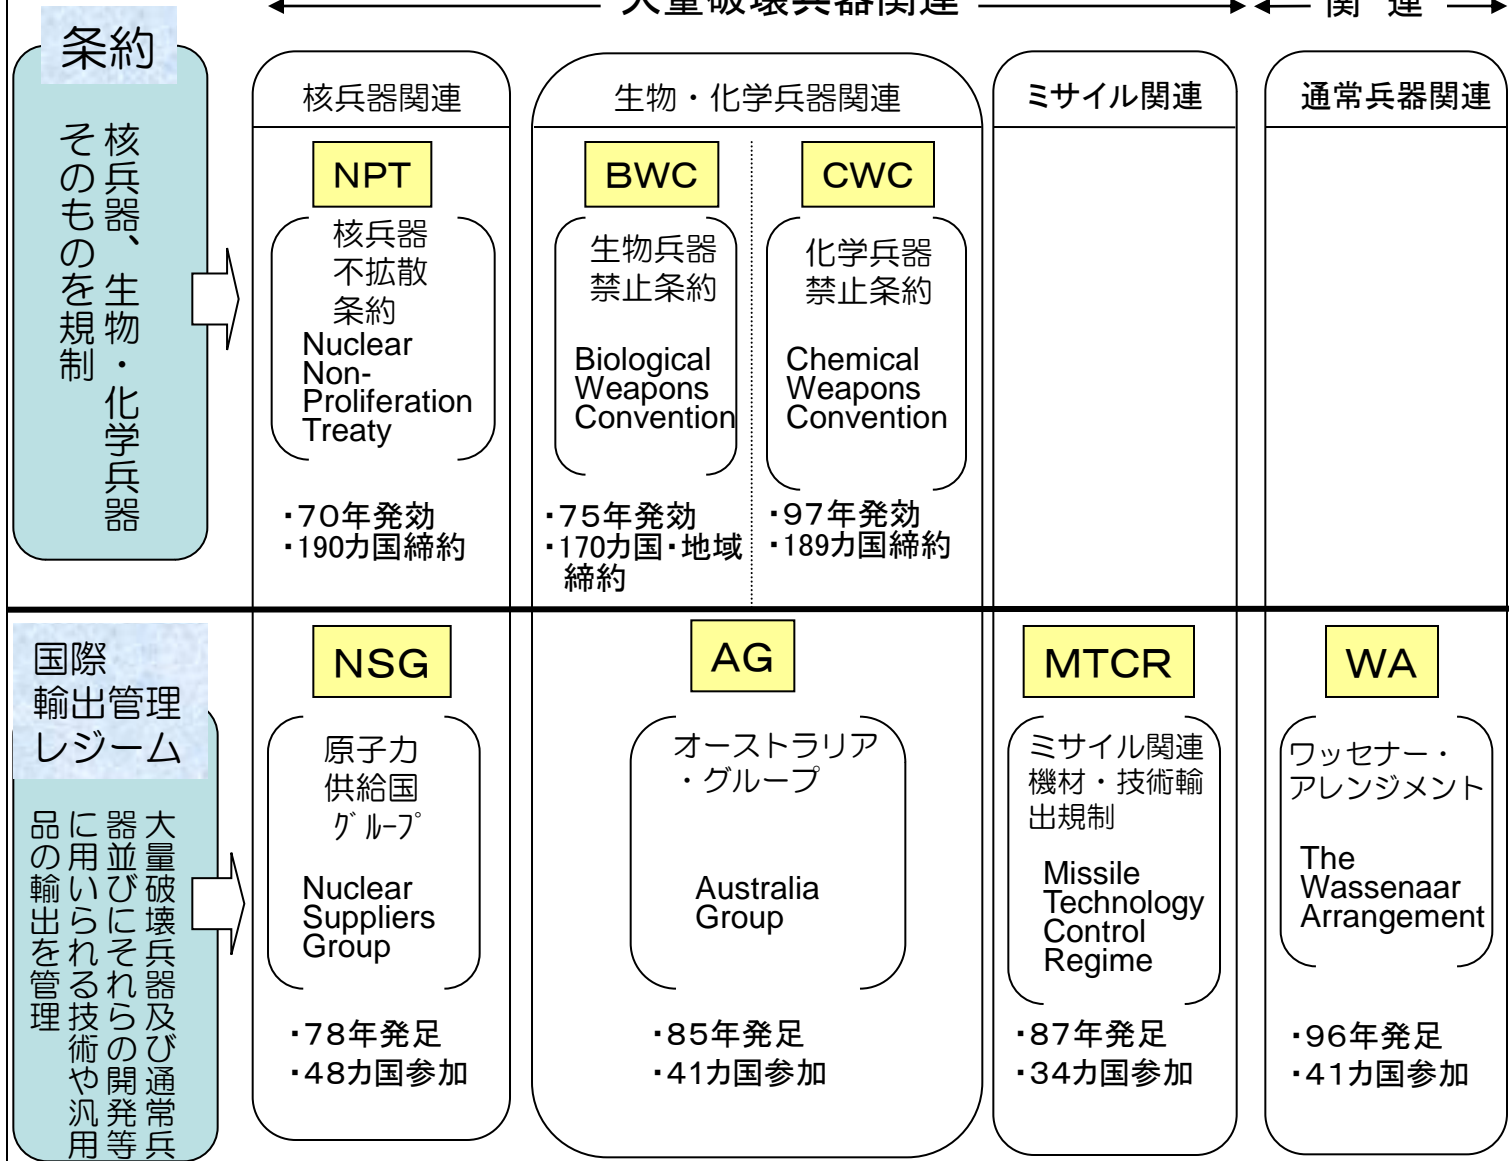 大量破壊兵器関連
関 連
条約
核兵器、生物・化学兵器
そのものを規制
核兵器関連
生物・化学兵器関連
ミサイル関連
通常兵器関連
NPT
核兵器
不拡散
条約
Nuclear
Non-
Proliferation
Treaty
・70年発効
・190カ国締約
BWC
生物兵器
禁止条約
Biological
Weapons
Convention
・75年発効
・170カ国・地域
締約
CWC
化学兵器
禁止条約
Chemical
Weapons
Convention
・97年発効
・189カ国締約
国際
輸出管理
レジーム
大量破壊兵器及び通常兵
器並びにそれらの開発等
に用いられる技術や汎用
品の輸出を管理
NSG
原子力
供給国
グループ
Nuclear
Suppliers
Group
・78年発足
・48カ国参加
AG
オーストラリア
・グループ
Australia
Group
・85年発足
・41カ国参加
MTCR
ミサイル関連
機材・技術輸
出規制
Missile
Technology
Control
Regime
・87年発足
・34カ国参加
WA
ワッセナー・
アレンジメント
The
Wassenaar
Arrangement
・96年発足
・41カ国参加